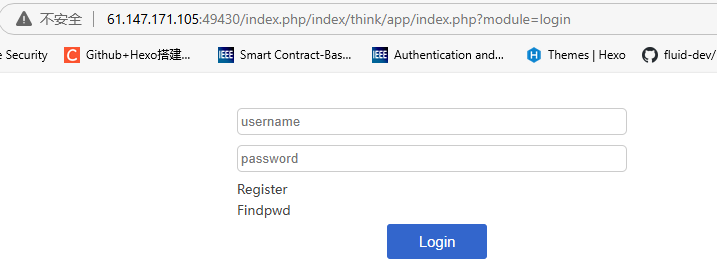 不安全 61.147.171.105:49430/index.php/index/think/app/index.php?module=login
e Security Github+Hexo搭建... IEEE Smart Contract-Bas... IEEE Authentication and... Themes | Hexo fluid-dev/
username
password
Register
Findpwd
Login